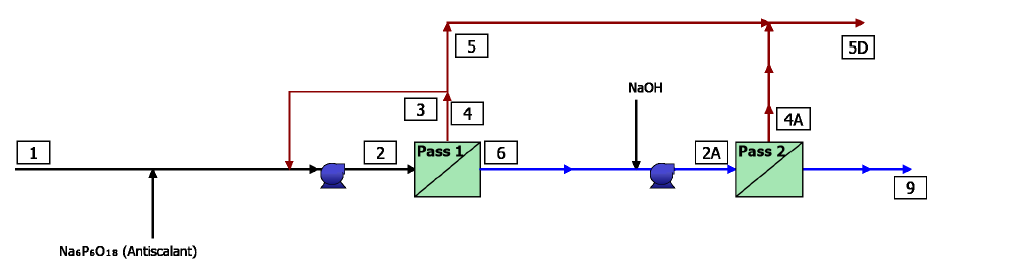 5
5D
NaOH
3
4
4A
1
2
Pass 1
6
2A
Pass 2
9
Na₆P₆O₁₈ (Antiscalant)